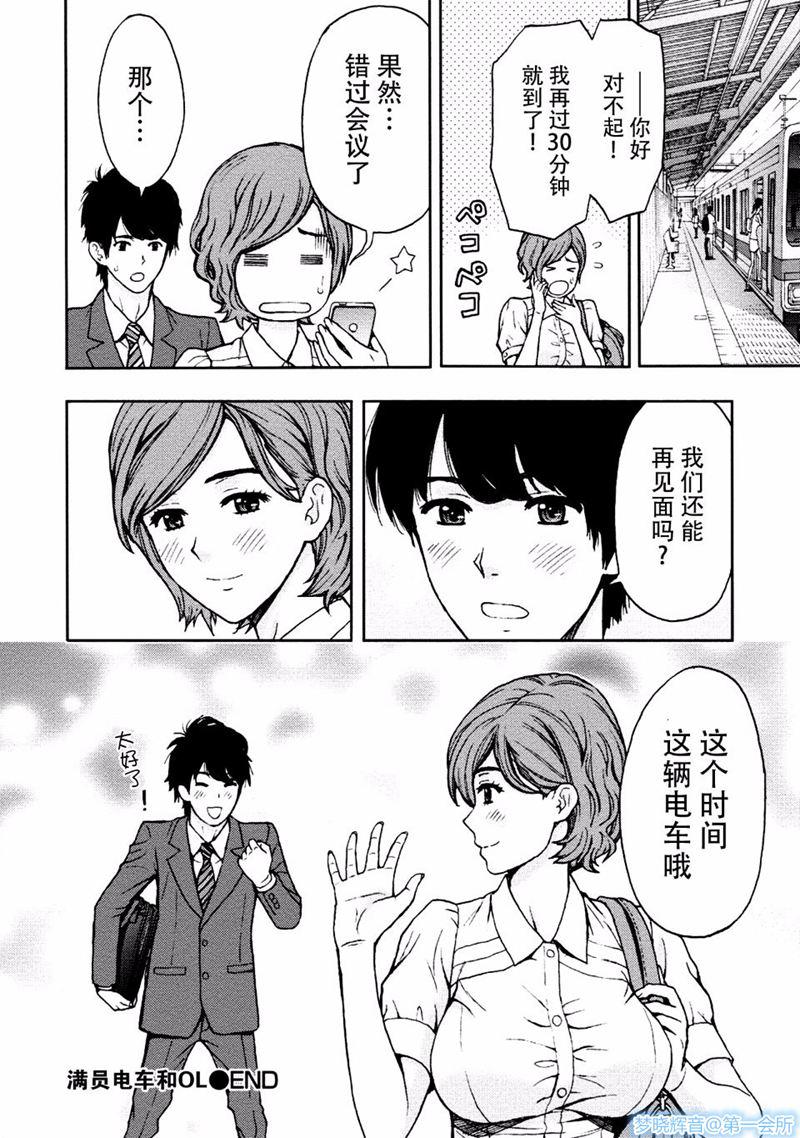 ——你好
对不起！
我再过30分钟
就到了！
ペコペコ
果然…
错过会议
了
那个…
我们还能
再见面吗？
这个时间
这辆电车哦
太好了！
满员电车和OL●END
梦晓辉音@第一会所